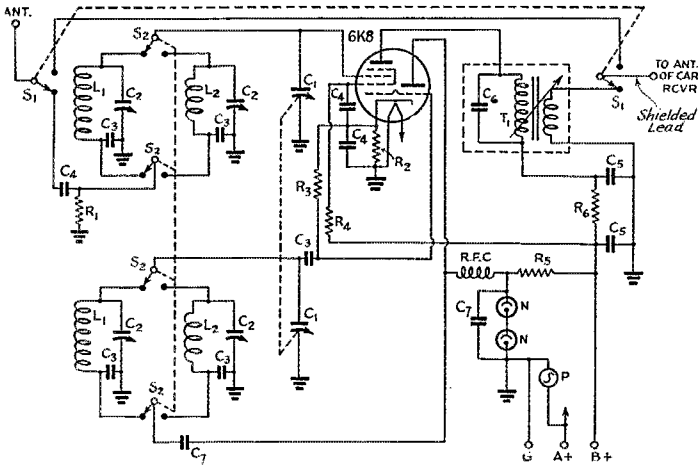 ANT.
6K8
S1
L1
C2
C3
S2
L2
C2
C3
C1
C4
C4
R2
C6
T1
S1
TO ANT.
OF CAR
RCVR
Shielded
Lead
C4
R1
S2
R3
R4
C5
R6
C5
S2
C3
C1
R.F.C
R5
L1
C2
C3
L2
C2
C3
C7
N
N
P
S2
C7
G
A+
B+